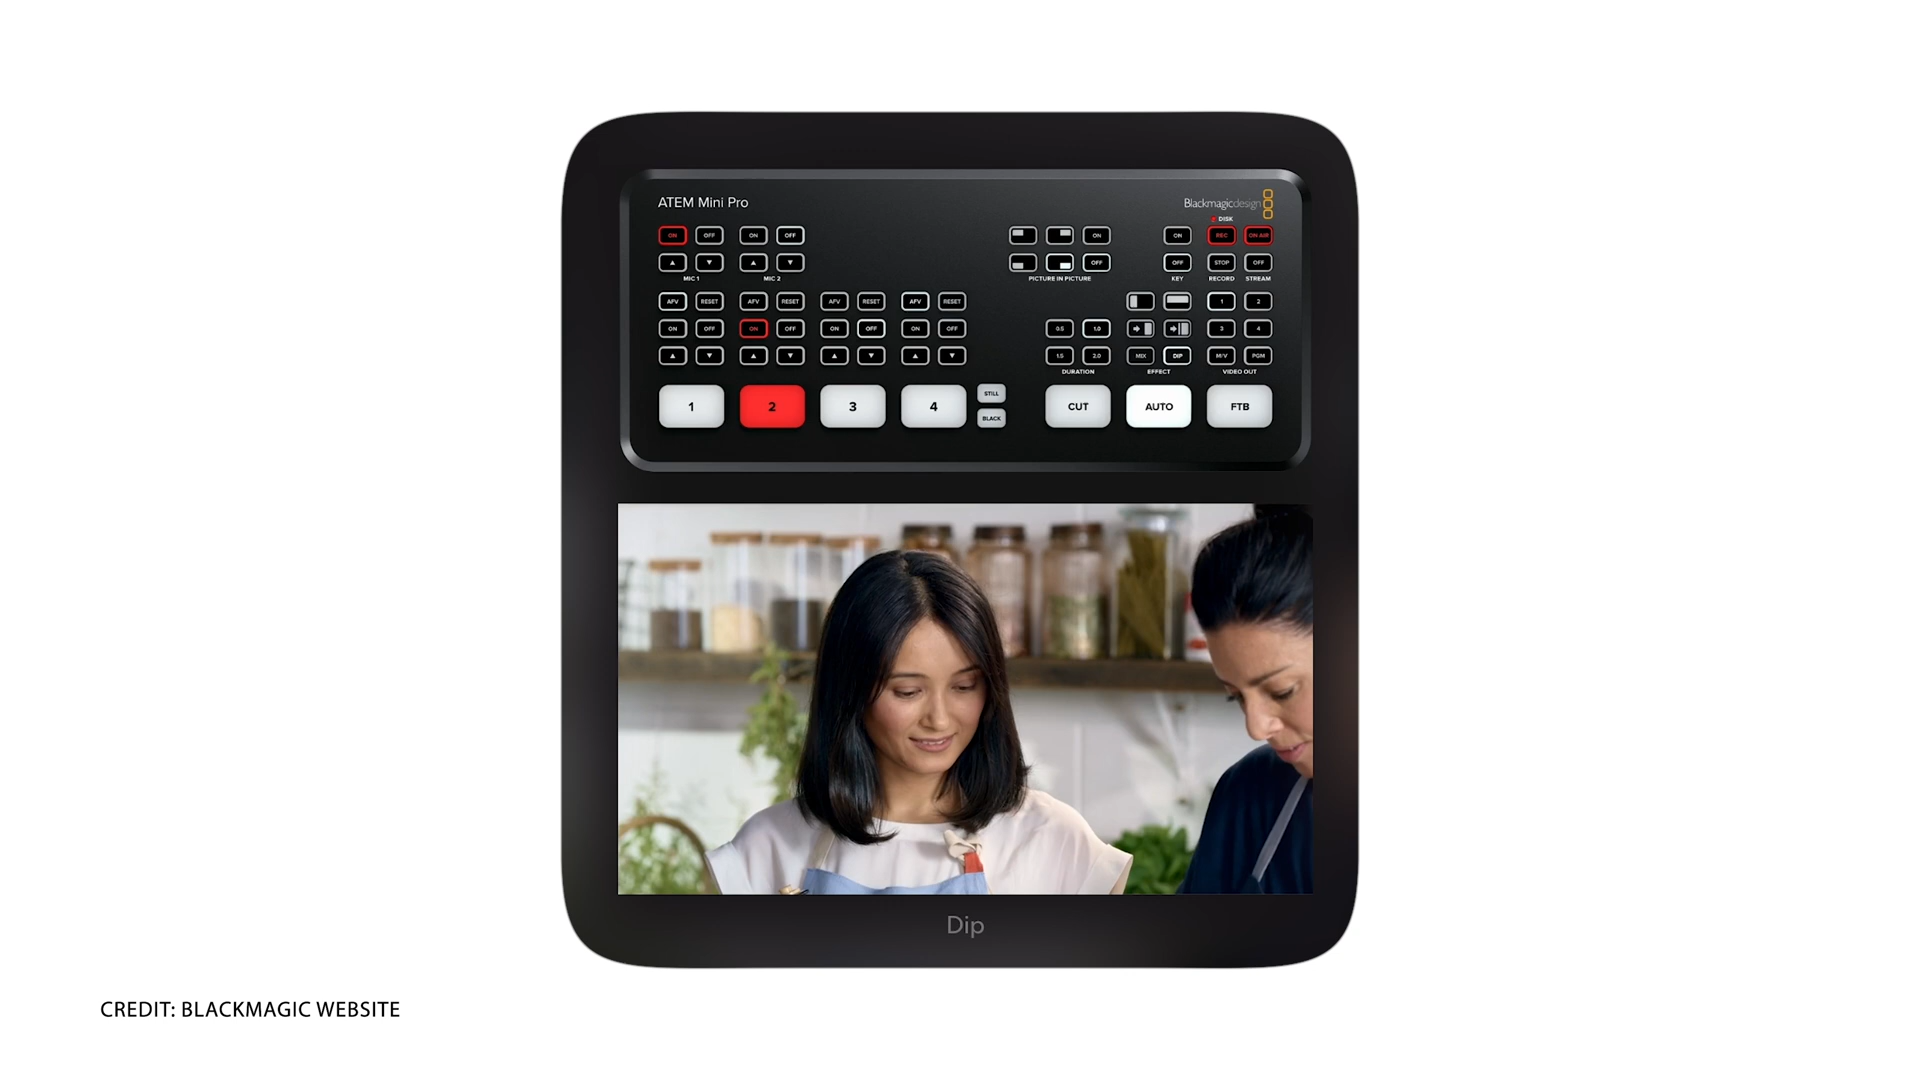 ATEM Mini Pro
Blackmagicdesign
DISK
ON OFF ON OFF ON ON REC ON AIR
OFF OFF STOP OFF
MIC 1 MIC 2 PICTURE IN PICTURE KEY RECORD STREAM
AFV RESET AFV RESET AFV RESET AFV RESET 1 2
ON OFF ON OFF ON OFF ON OFF 0.5 1.0 3 4
1.5 2.0 MIX DIP M/V PGM
DURATION EFFECT VIDEO OUT
1 2 3 4 STILL CUT AUTO FTB
BLACK
Dip
CREDIT: BLACKMAGIC WEBSITE